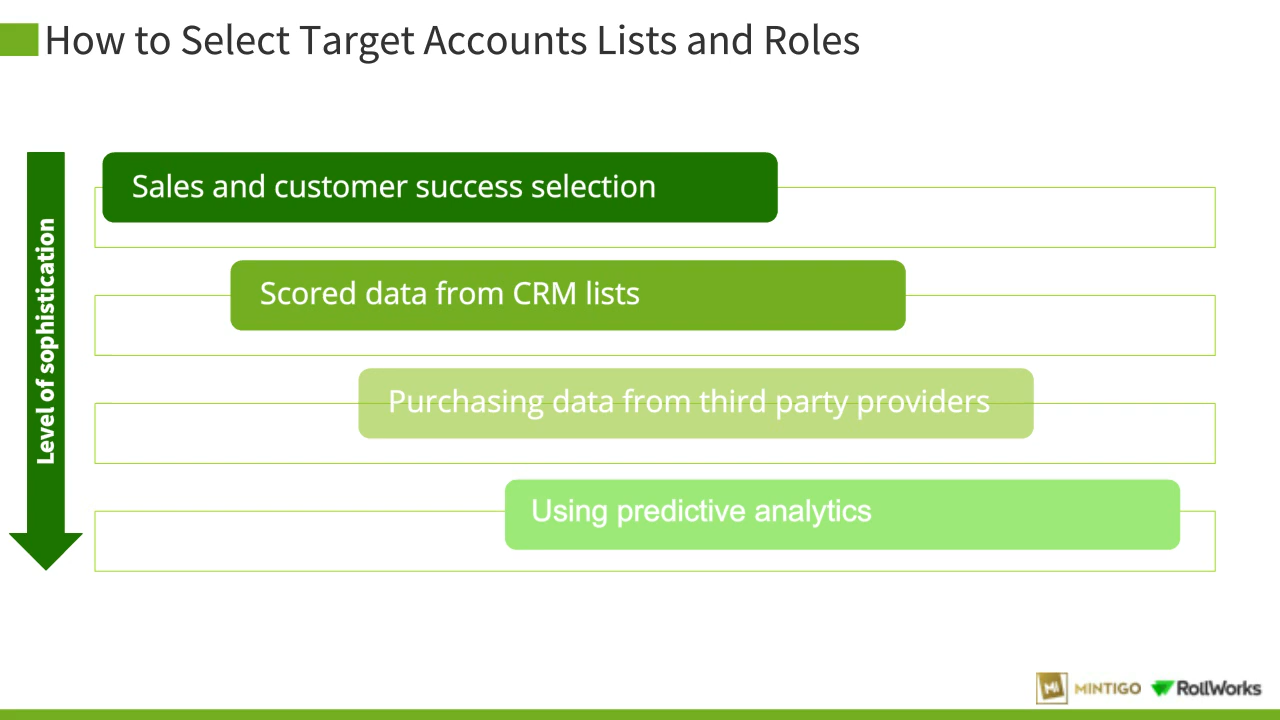 How to Select Target Accounts Lists and Roles
Level of sophistication
Sales and customer success selection
Scored data from CRM lists
Purchasing data from third party providers
Using predictive analytics
Mi MINTIGO RollWorks